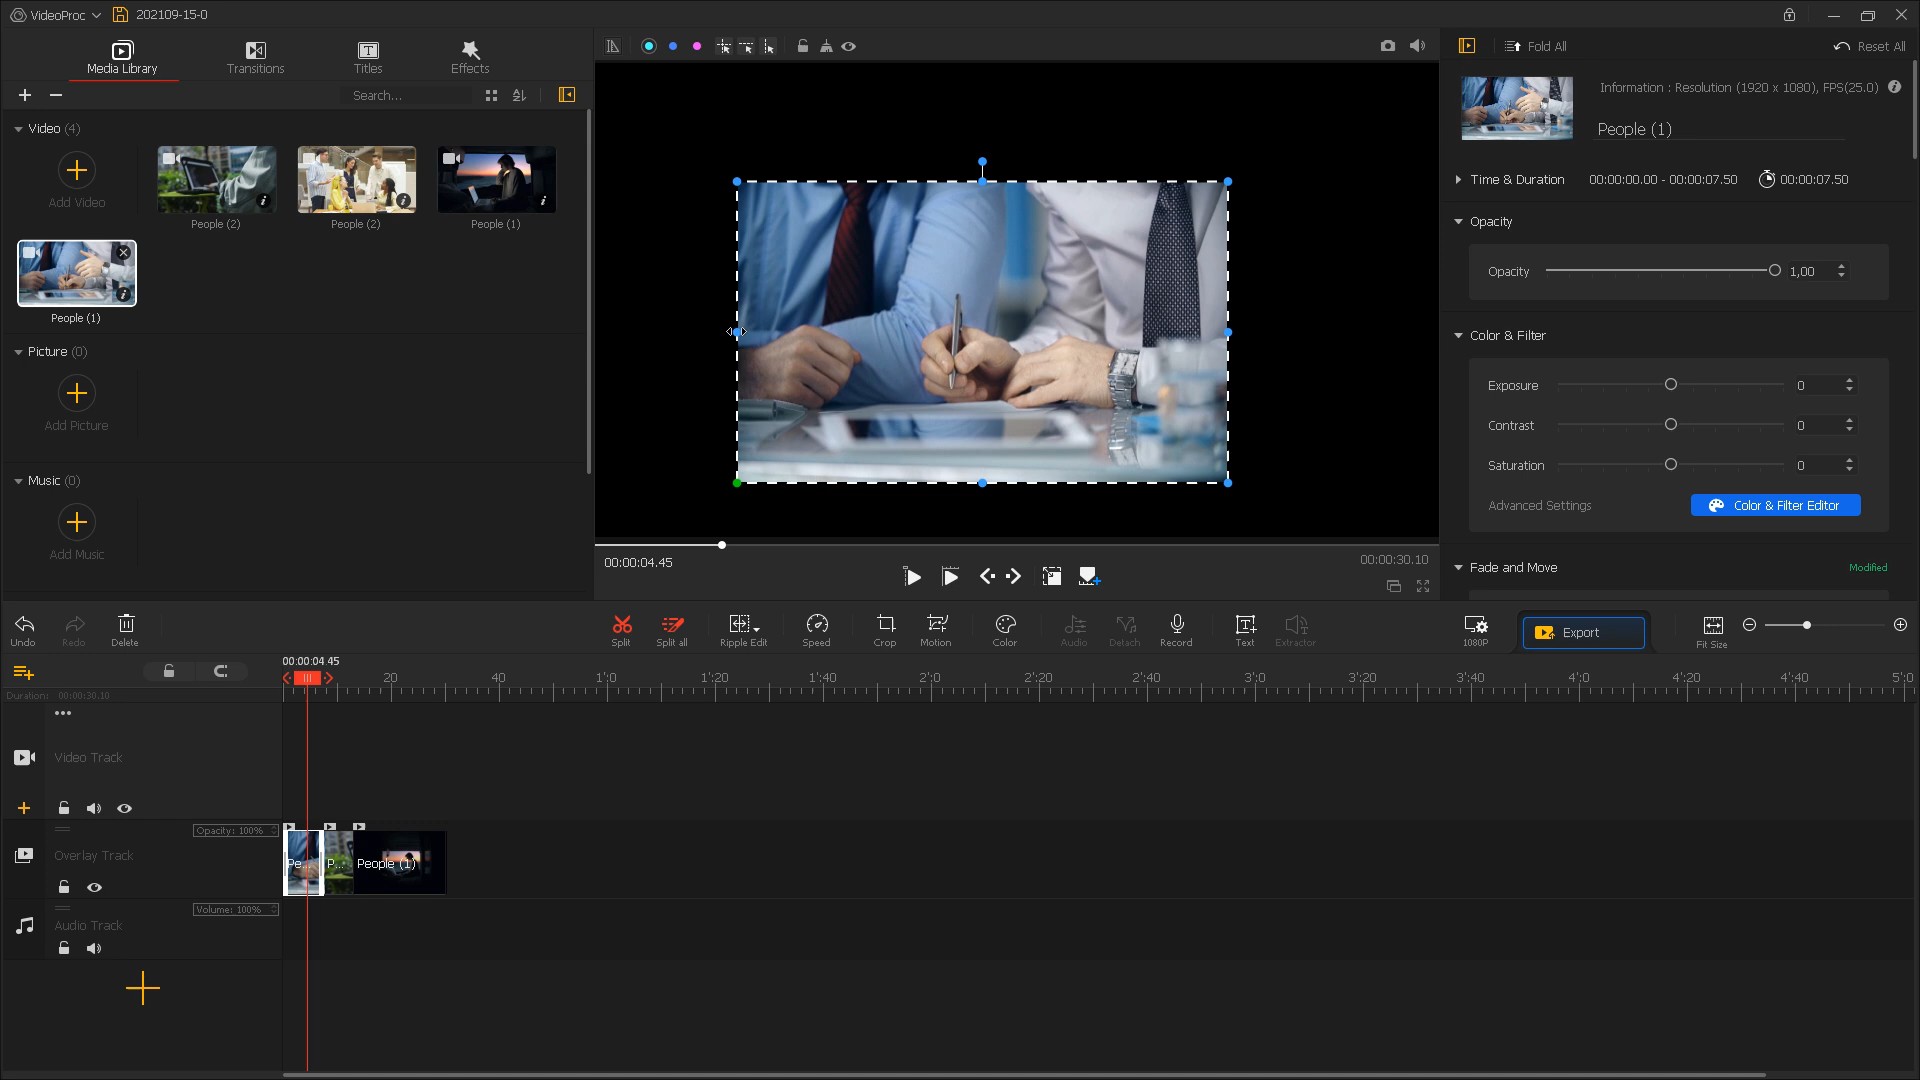 VideoProc
202109-15-0
Media Library
Transitions
Titles
Effects
Fold All
Reset All
Search...
Information : Resolution (1920 x 1080), FPS(25.0)
People (1)
Video (4)
Add Video
People (2)
People (2)
People (1)
People (1)
Time & Duration
00:00:00.00 - 00:00:07.50
00:00:07.50
Opacity
Opacity
1,00
Color & Filter
Exposure
0
Contrast
0
Saturation
0
Advanced Settings
Color & Filter Editor
Fade and Move
Modified
Picture (0)
Add Picture
Music (0)
Add Music
00:00:04.45
00:00:30.10
Undo
Redo
Delete
Split
Split all
Ripple Edit
Speed
Crop
Motion
Color
Audio
Detach
Record
Text
Extractor
1080P
Export
Fit Size
00:00:04.45
20
40
1'0
1'20
1'40
2'0
2'20
2'40
3'0
3'20
3'40
4'0
4'20
4'40
5'0
Duration: 00:00:30.10
Video Track
Opacity: 100%
Overlay Track
Pe...
P...
People (1)
Volume: 100%
Audio Track